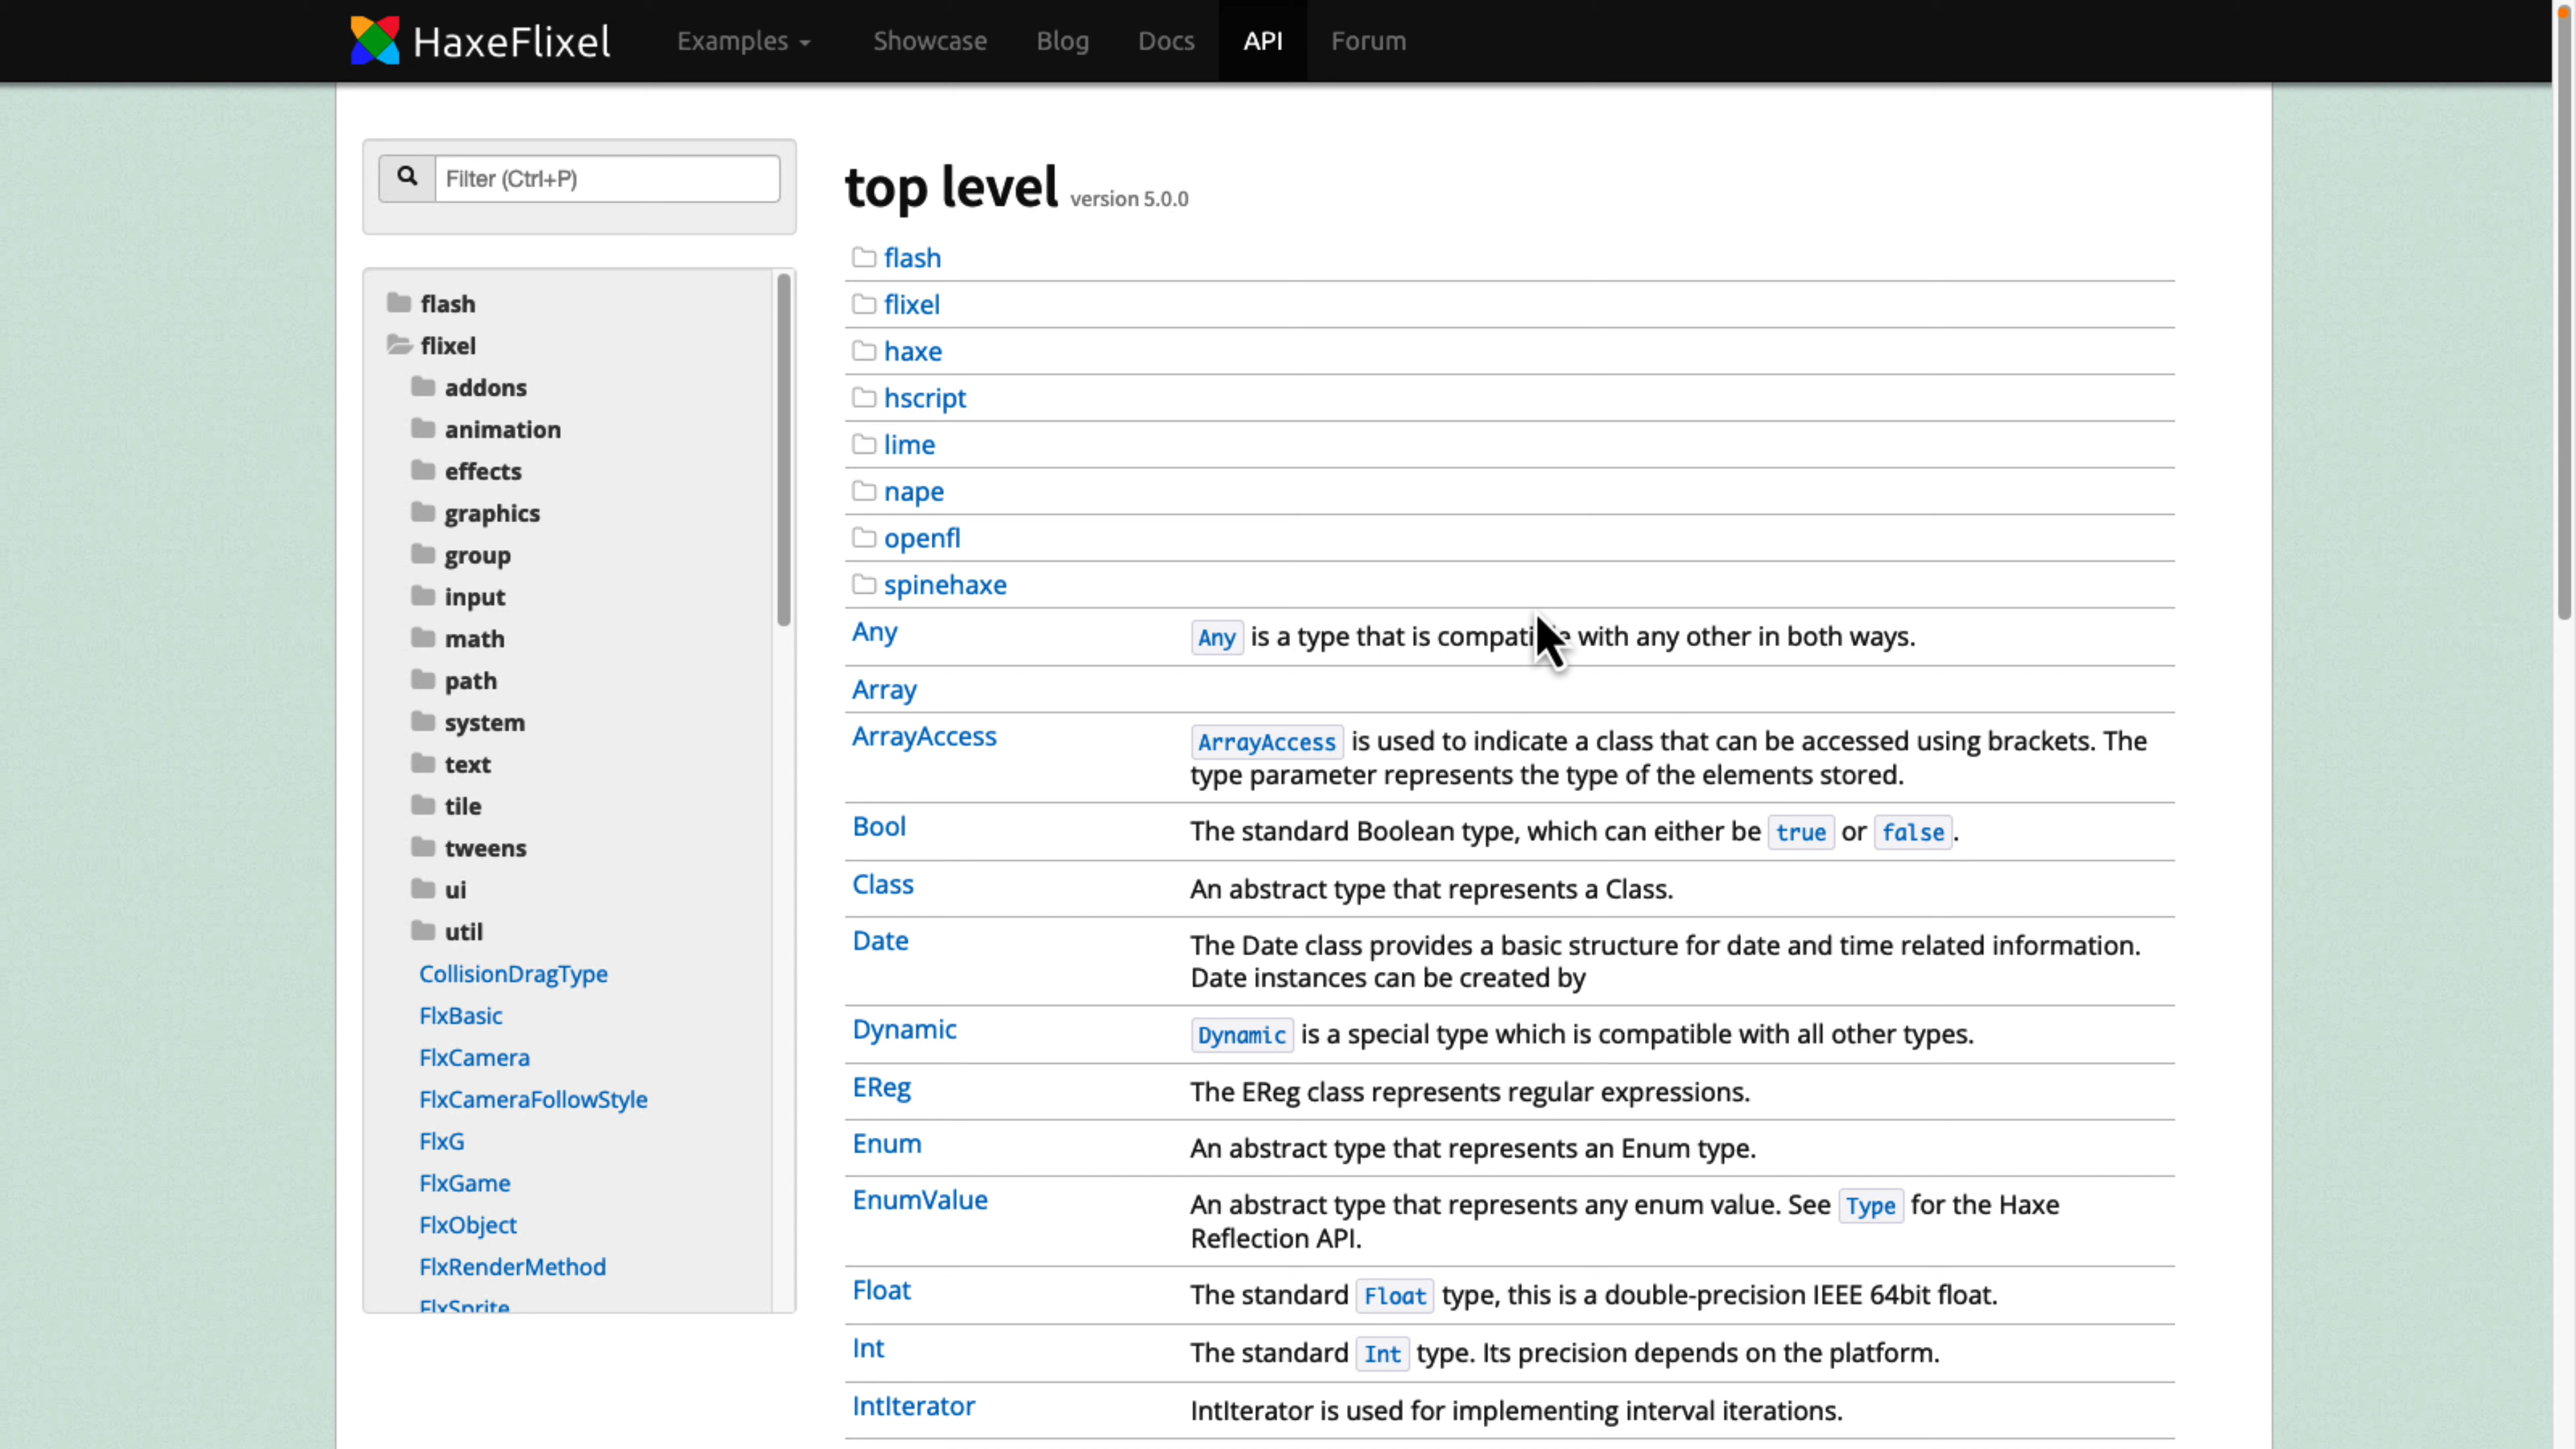 HaxeFlixel
Examples
Showcase
Blog
Docs
API
Forum
Filter (Ctrl+P)
flash
flixel
addons
animation
effects
graphics
group
input
math
path
system
text
tile
tweens
ui
util
CollisionDragType
FlxBasic
FlxCamera
FlxCameraFollowStyle
FlxG
FlxGame
FlxObject
FlxRenderMethod
FlxSprite
top level version 5.0.0
flash
flixel
haxe
hscript
lime
nape
openfl
spinehaxe
Any
Any is a type that is compatible with any other in both ways.
Array
ArrayAccess
ArrayAccess is used to indicate a class that can be accessed using brackets. The
type parameter represents the type of the elements stored.
Bool
The standard Boolean type, which can either be true or false.
Class
An abstract type that represents a Class.
Date
The Date class provides a basic structure for date and time related information.
Date instances can be created by
Dynamic
Dynamic is a special type which is compatible with all other types.
EReg
The EReg class represents regular expressions.
Enum
An abstract type that represents an Enum type.
EnumValue
An abstract type that represents any enum value. See Type for the Haxe
Reflection API.
Float
The standard Float type, this is a double-precision IEEE 64bit float.
Int
The standard Int type. Its precision depends on the platform.
IntIterator
IntIterator is used for implementing interval iterations.